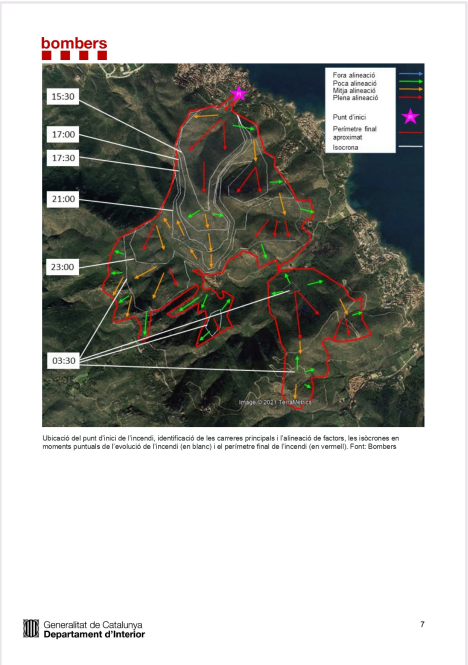 bombers
15:30
17:00
17:30
21:00
23:00
03:30
Fora alineació
Poca alineació
Mitja alineació
Plena alineació
Punt d'inici
Perímetre final
aproximat
Isocrona
Image © 2021 TerraMetrics
Ubicació del punt d'inici de l'incendi, identificació de les carreres principals i l'alineació de factors, les isòcrones en
moments puntuals de l'evolució de l'incendi (en blanc) i el perímetre final de l'incendi (en vermell). Font: Bombers
Generalitat de Catalunya
Departament d'Interior
7